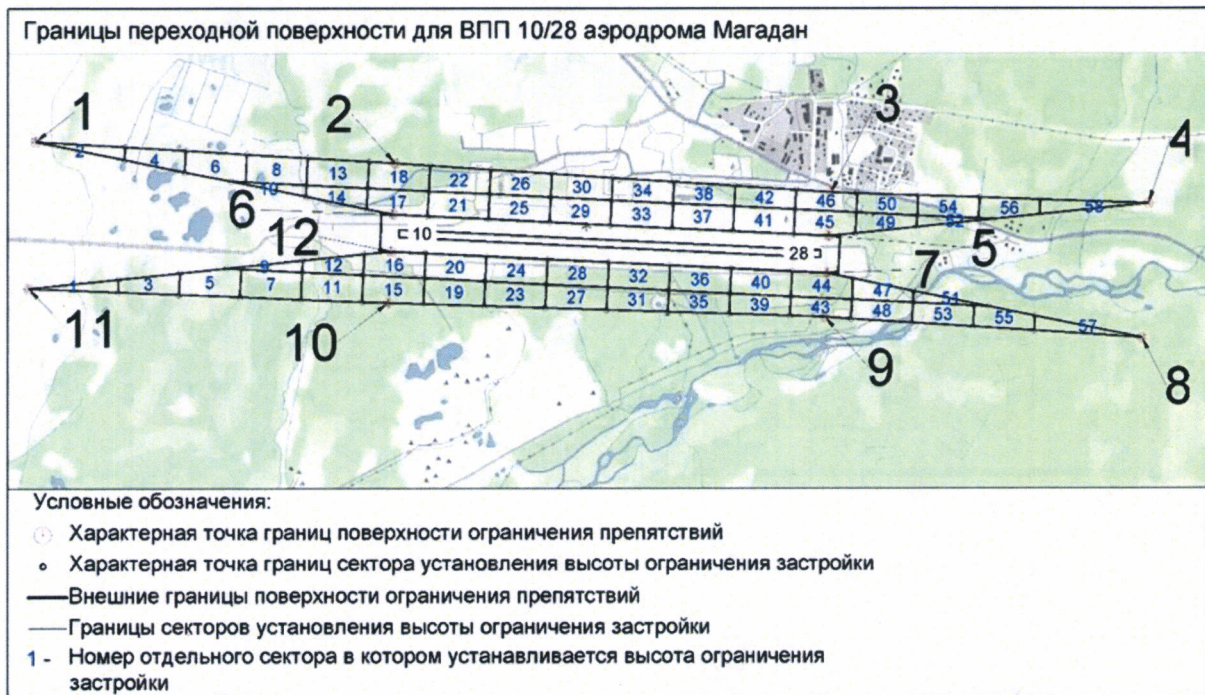 Границы переходной поверхности для ВПП 10/28 аэродрома Магадан
1
2
3
4
2 4 6 8 13 18 22 26 30 34 38 42 46 50 54 56 58
10 14 17 21 25 29 33 37 41 45 49 52
6
5
12
10
28
7
9 12 16 20 24 28 32 36 40 44 47 51
1 3 5 7 11 15 19 23 27 31 35 39 43 48 53 55 57
11
10
9
8
Условные обозначения:
Характерная точка границ поверхности ограничения препятствий
Характерная точка границ сектора установления высоты ограничения застройки
Внешние границы поверхности ограничения препятствий
Границы секторов установления высоты ограничения застройки
1 - Номер отдельного сектора в котором устанавливается высота ограничения
застройки